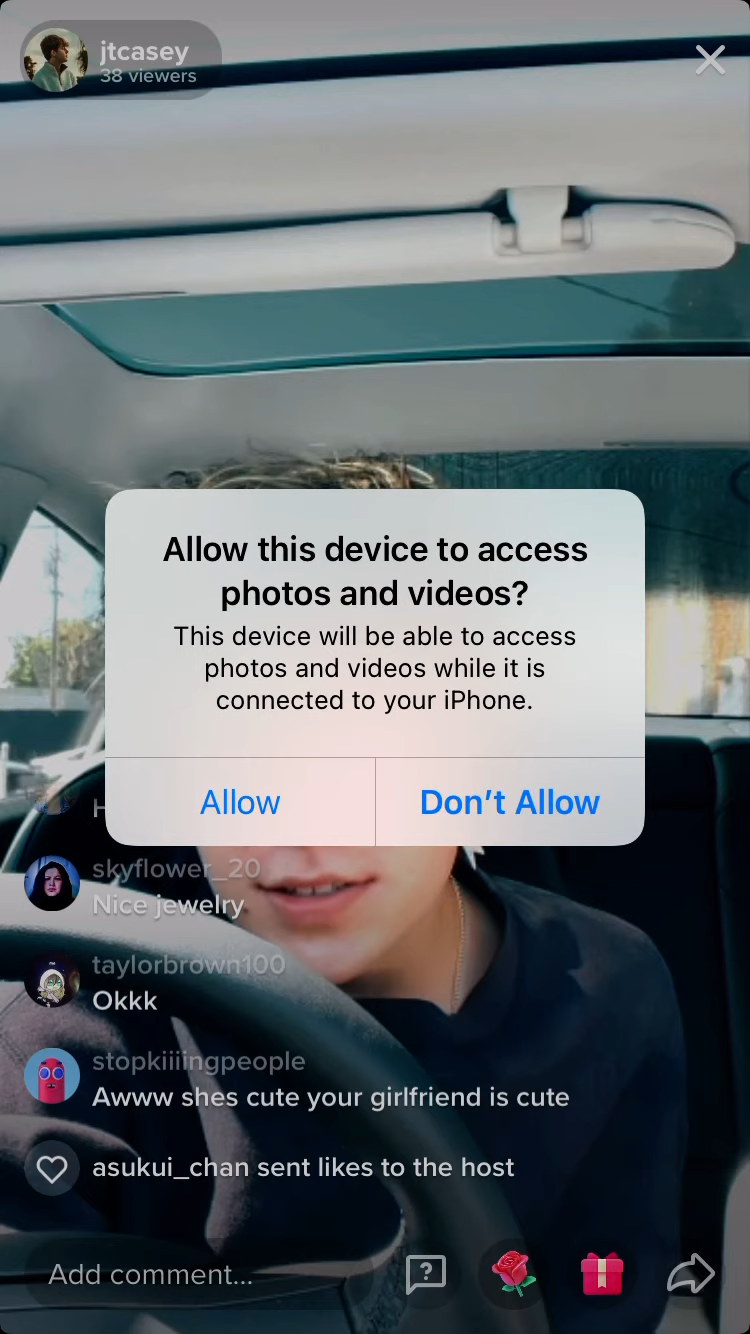 jtcasey
38 viewers
Allow this device to access
photos and videos?
This device will be able to access
photos and videos while it is
connected to your iPhone.
Allow
Don't Allow
skyflower_20
Nice jewelry
taylorbrown100
Okkk
stopkiiiingpeople
Awww shes cute your girlfriend is cute
asukui_chan sent likes to the host
Add comment...